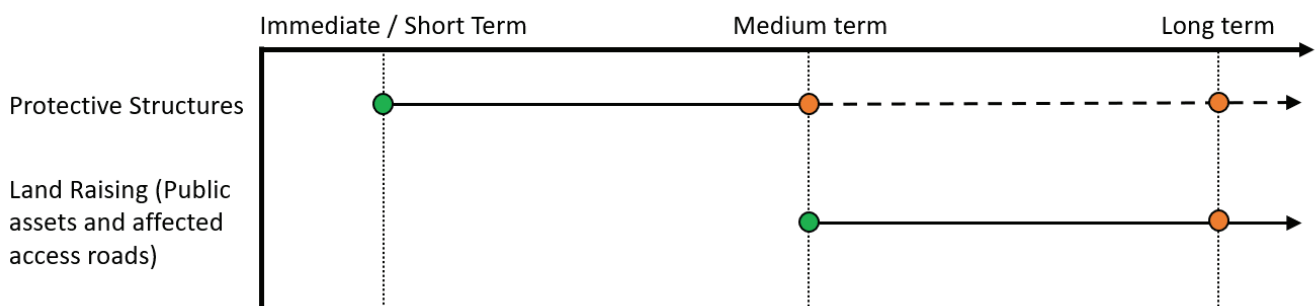 Immediate / Short Term
Medium term
Long term
Protective Structures
Land Raising (Public
assets and affected
access roads)